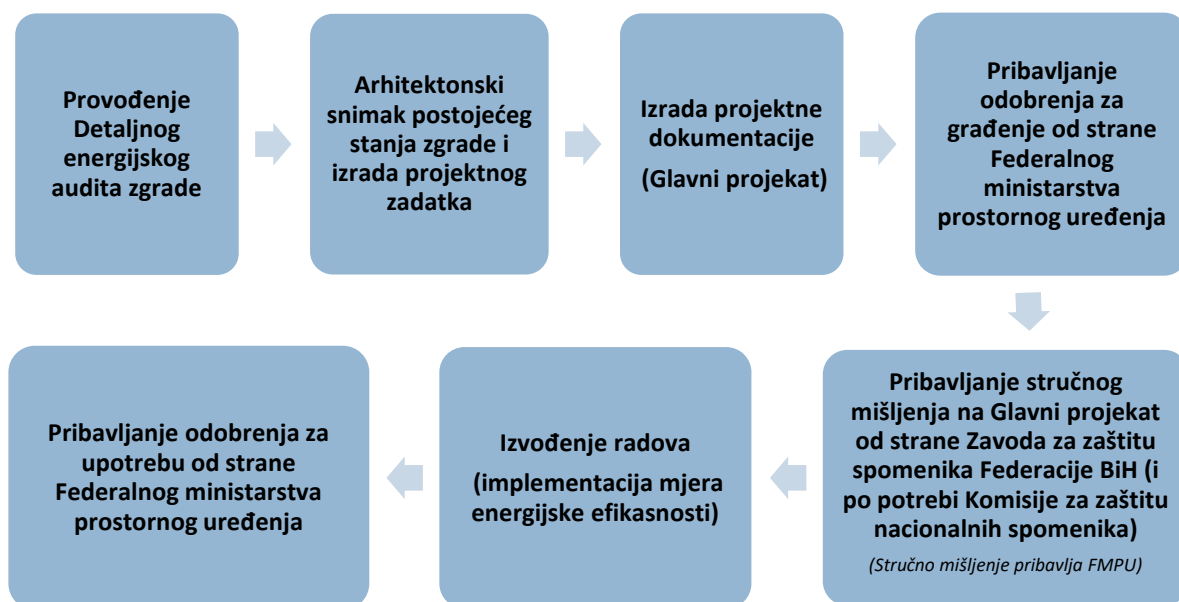 Provođenje
Detaljnog
energijskog
audita zgrade
Arhitektonski
snimak postojećeg
stanja zgrade i
izrada projektnog
zadatka
Izrada projektne
dokumentacije
(Glavni projekat)
Pribavljanje
odobrenja za
građenje od strane
Federalnog
ministarstva
prostornog uređenja
Pribavljanje stručnog
mišljenja na Glavni projekat
od strane Zavoda za zaštitu
spomenika Federacije BiH (i
po potrebi Komisije za zaštitu
nacionalnih spomenika)
(Stručno mišljenje pribavlja FMPU)
Izvođenje radova
(implementacija mjera
energijske efikasnosti)
Pribavljanje odobrenja za
upotrebu od strane
Federalnog ministarstva
prostornog uređenja